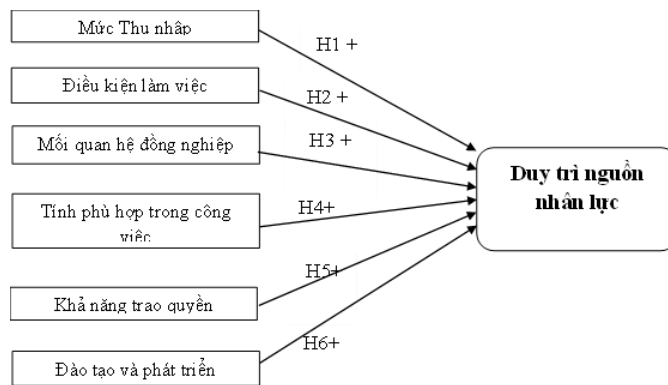 Mức Thu nhập
H1 +
Điều kiện làm việc
H2 +
Mối quan hệ đồng nghiệp
H3 +
Duy trì nguồn
nhân lực
Tính phù hợp trong công
việc
H4+
Khả năng trao quyền
H5+
Đào tạo và phát triển
H6+